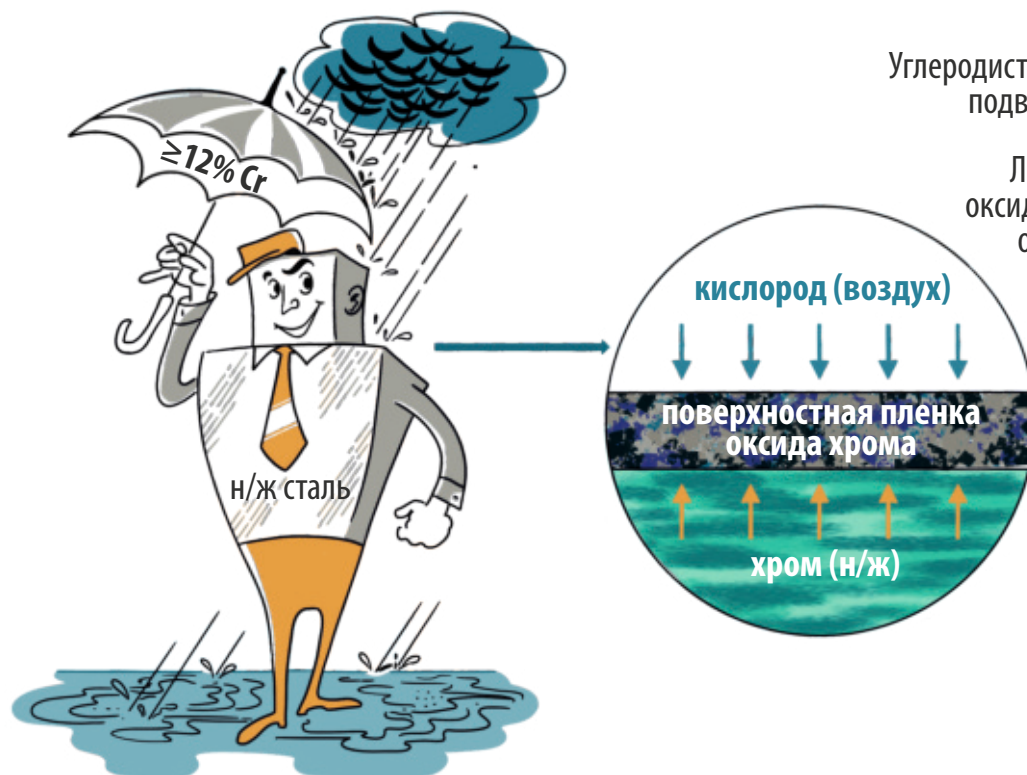 ≥12% Cr
н/ж сталь
кислород (воздух)
поверхностная пленка
оксида хрома
хром (н/ж)